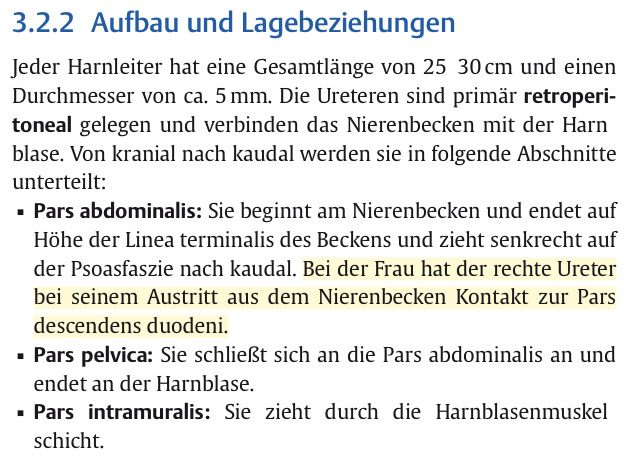 3.2.2 Aufbau und Lagebeziehungen
Jeder Harnleiter hat eine Gesamtlänge von 25 30 cm und einen
Durchmesser von ca. 5 mm. Die Ureteren sind primär retroperi-
toneal gelegen und verbinden das Nierenbecken mit der Harn
blase. Von kranial nach kaudal werden sie in folgende Abschnitte
unterteilt:
▪ Pars abdominalis: Sie beginnt am Nierenbecken und endet auf
Höhe der Linea terminalis des Beckens und zieht senkrecht auf
der Psoasfaszie nach kaudal. Bei der Frau hat der rechte Ureter
bei seinem Austritt aus dem Nierenbecken Kontakt zur Pars
descendens duodeni.
▪ Pars pelvica: Sie schließt sich an die Pars abdominalis an und
endet an der Harnblase.
▪ Pars intramuralis: Sie zieht durch die Harnblasenmuskel
schicht.